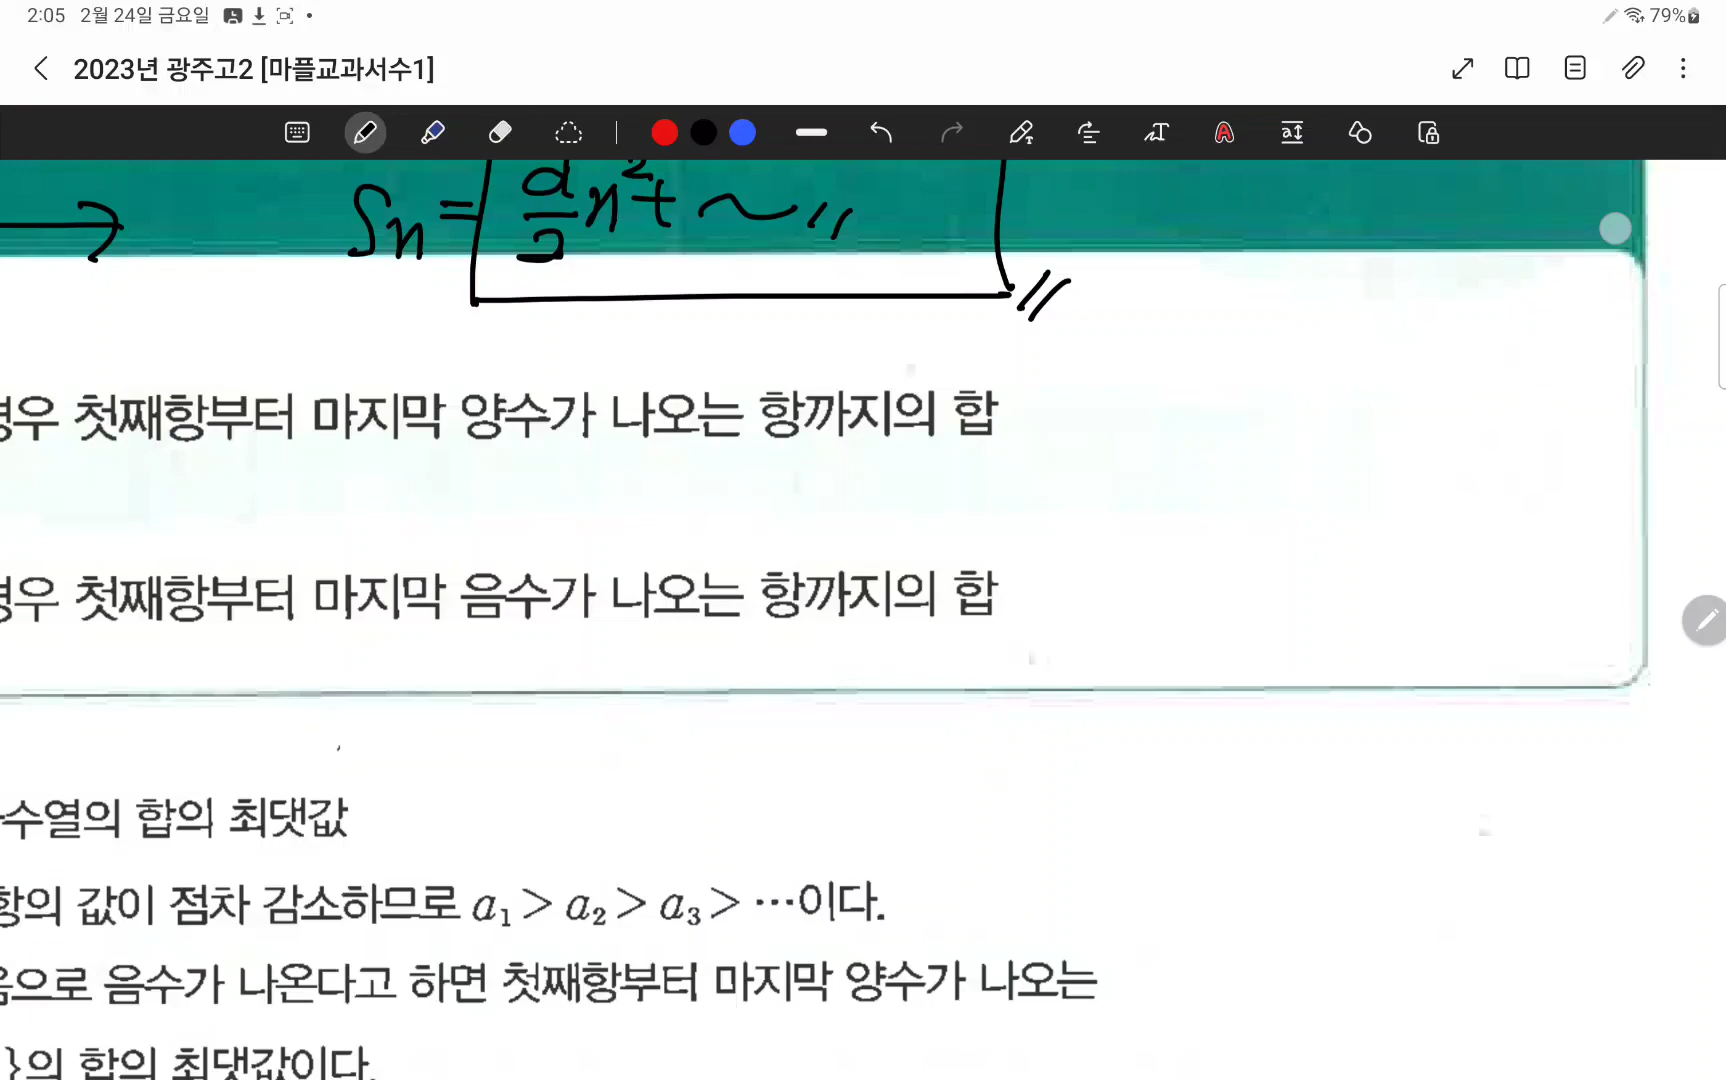 2:05 2월 24일 금요일 79%
2023년 광주고2 [마플교과서수1]
Sn = d/2 n² + ~
경우 첫째항부터 마지막 양수가 나오는 항까지의 합
경우 첫째항부터 마지막 음수가 나오는 항까지의 합
수열의 합의 최댓값
항의 값이 점차 감소하므로 a₁ > a₂ > a₃ > ⋯이다.
음으로 음수가 나온다고 하면 첫째항부터 마지막 양수가 나오는
}의 합의 최댓값이다.